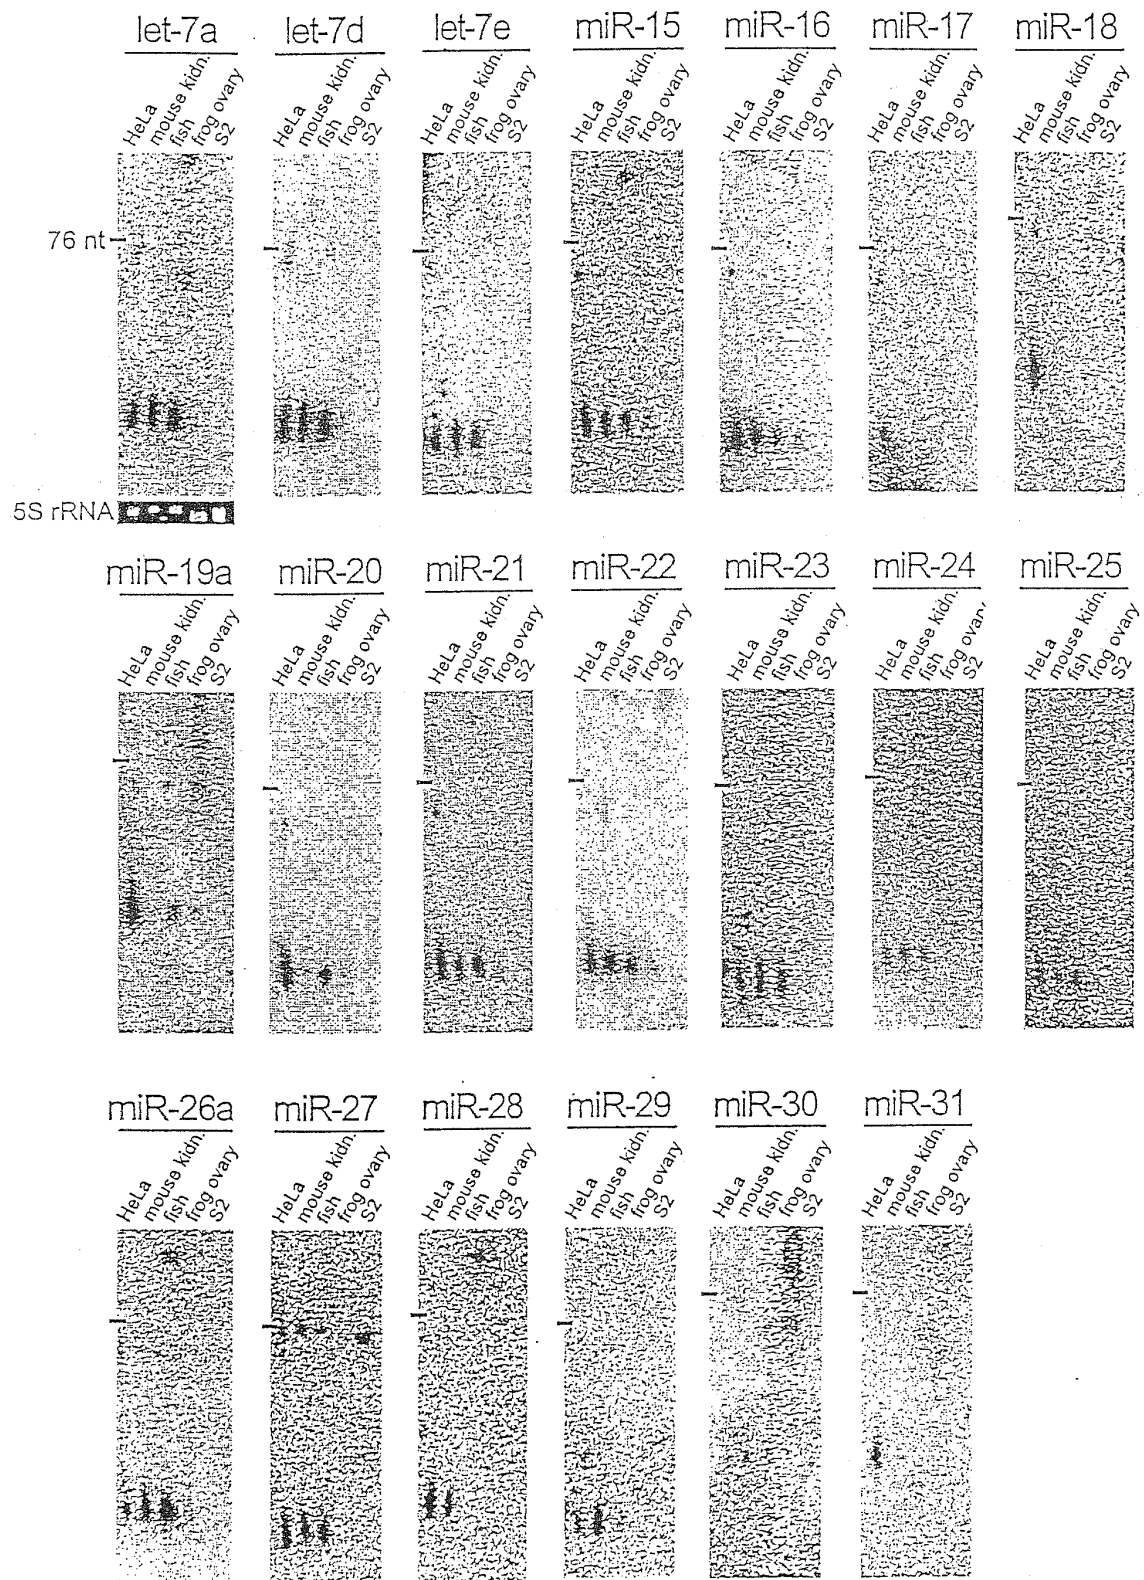 let-7a let-7d let-7e miR-15 miR-16 miR-17 miR-18
HeLa mouse kidn. fish frog ovary S2 HeLa mouse kidn. fish frog ovary S2 HeLa mouse kidn. fish frog ovary S2 HeLa mouse kidn. fish frog ovary S2 HeLa mouse kidn. fish frog ovary S2 HeLa mouse kidn. fish frog ovary S2 HeLa mouse kidn. fish frog ovary S2
76 nt
5S rRNA
miR-19a miR-20 miR-21 miR-22 miR-23 miR-24 miR-25
HeLa mouse kidn. fish frog ovary S2 HeLa mouse kidn. fish frog ovary S2 HeLa mouse kidn. fish frog ovary S2 HeLa mouse kidn. fish frog ovary S2 HeLa mouse kidn. fish frog ovary S2 HeLa mouse kidn. fish frog ovary S2 HeLa mouse kidn. fish frog ovary S2
miR-26a miR-27 miR-28 miR-29 miR-30 miR-31
HeLa mouse kidn. fish frog ovary S2 HeLa mouse kidn. fish frog ovary S2 HeLa mouse kidn. fish frog ovary S2 HeLa mouse kidn. fish frog ovary S2 HeLa mouse kidn. fish frog ovary S2 HeLa mouse kidn. fish frog ovary S2